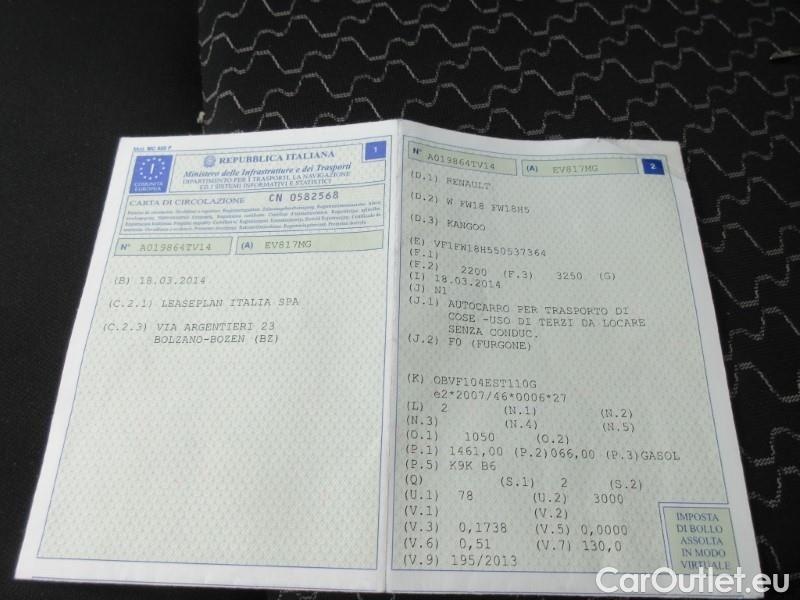 Mod. MC 820 F
1
I
COMUNITÀ
EUROPEA
REPUBBLICA ITALIANA
Ministero delle Infrastrutture e dei Trasporti
DIPARTIMENTO PER I TRASPORTI, LA NAVIGAZIONE
ED I SISTEMI INFORMATIVI E STATISTICI
CARTA DI CIRCOLAZIONE CN 0582568
N° A019864TV14 (A) EV817MG
(B) 18.03.2014
(C.2.1) LEASEPLAN ITALIA SPA
(C.2.3) VIA ARGENTIERI 23
BOLZANO-BOZEN (BZ)
N° A019864TV14 (A) EV817MG 2
(D.1) RENAULT
(D.2) W FW18 FW18H5
(D.3) KANGOO
(E) VF1FW18H550537364
(F.1)
(F.2) 2200 (F.3) 3250 (G)
(I) 18.03.2014
(J) N1
(J.1) AUTOCARRO PER TRASPORTO DI
COSE -USO DI TERZI DA LOCARE
SENZA CONDUC.
(J.2) F0 (FURGONE)
(K) OBVF104EST110G
e2*2007/46*0006*27
(L) 2 (N.1) (N.2)
(N.3) (N.4) (N.5)
(O.1) 1050 (O.2)
(P.1) 1461,00 (P.2)066,00 (P.3)GASOL
(P.5) K9K B6
(Q) (S.1) 2 (S.2)
(U.1) 78 (U.2) 3000
(V.1) (V.2)
(V.3) 0,1738 (V.5) 0,0000
(V.6) 0,51 (V.7) 130,0
(V.9) 195/2013
IMPOSTA
DI BOLLO
ASSOLTA
IN MODO
VIRTUALE
CarOutlet.eu